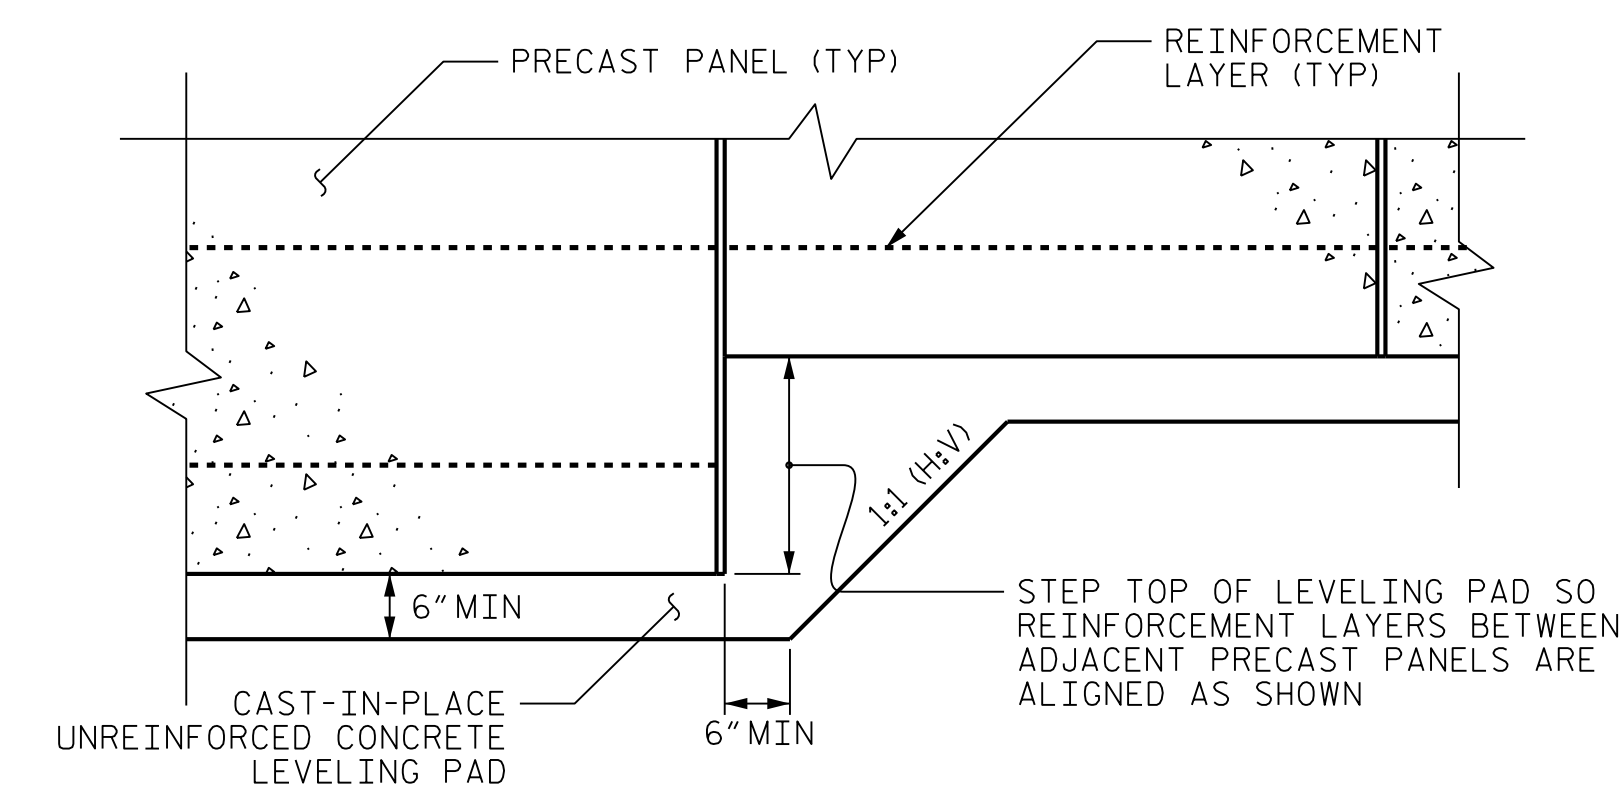 PRECAST PANEL (TYP)
REINFORCEMENT
LAYER (TYP)
1:1 (H:V)
6" MIN
STEP TOP OF LEVELING PAD SO
REINFORCEMENT LAYERS BETWEEN
ADJACENT PRECAST PANELS ARE
ALIGNED AS SHOWN
CAST-IN-PLACE
UNREINFORCED CONCRETE
LEVELING PAD
6" MIN